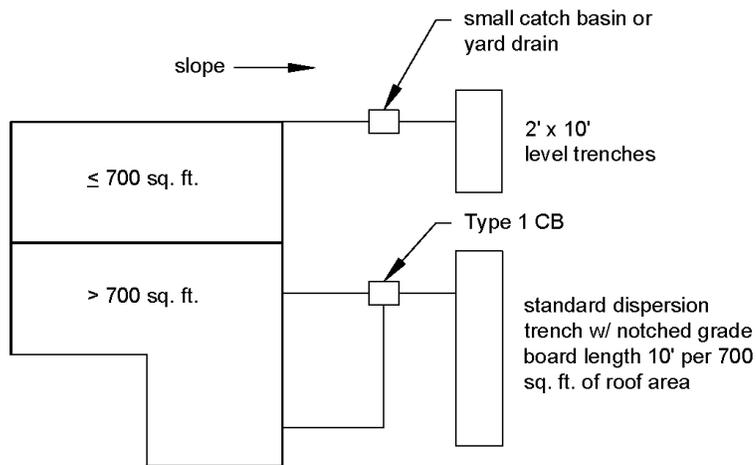 small catch basin or
yard drain
slope
2' x 10'
level trenches
≤ 700 sq. ft.
Type 1 CB
> 700 sq. ft.
standard dispersion
trench w/ notched grade
board length 10' per 700
sq. ft. of roof area